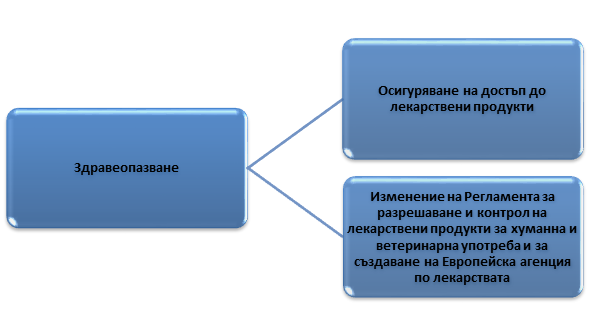 Здравеопазване
Осигуряване на достъп до
лекарствени продукти
Изменение на Регламента за
разрешаване и контрол на
лекарствени продукти за хуманна и
ветеринарна употреба и за
създаване на Европейска агенция
по лекарствата